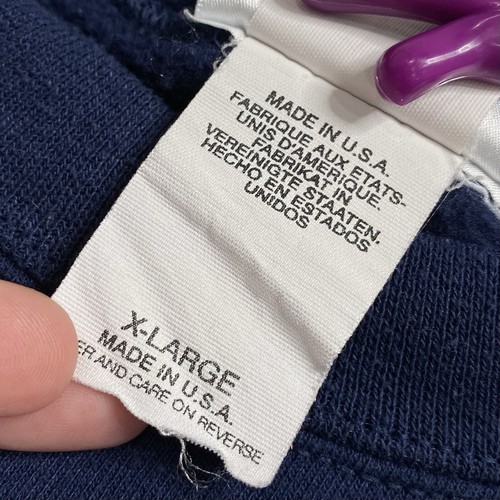 MADE IN U.S.A.
FABRIQUE AUX ETATS-
UNIS D'AMERIQUE.
FABRIKAT IN
VEREINIGTE STAATEN.
HECHO EN ESTADOS
UNIDOS
X-LARGE
MADE IN U.S.A.
AND CARE ON REVERSE